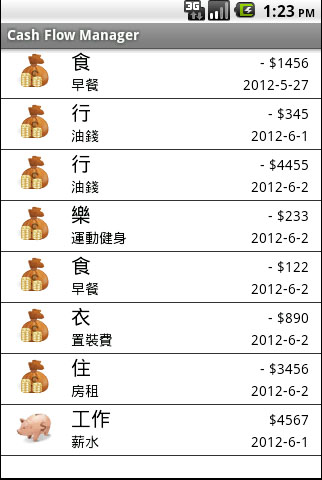 3G 1:23 PM
Cash Flow Manager
食 - $1456
早餐 2012-5-27
行 - $345
油錢 2012-6-1
行 - $4455
油錢 2012-6-2
樂 - $233
運動健身 2012-6-2
食 - $122
早餐 2012-6-2
衣 - $890
置裝費 2012-6-2
住 - $3456
房租 2012-6-2
工作 $4567
薪水 2012-6-1